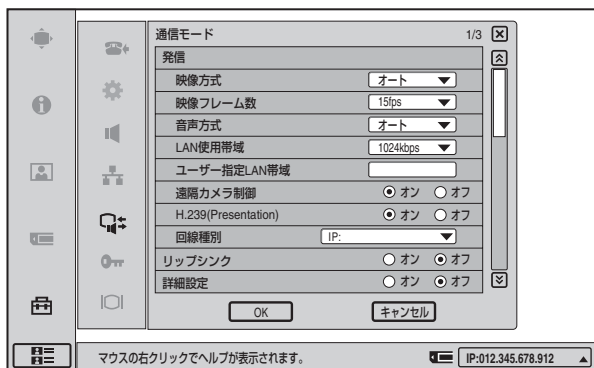 通信モード 1/3
発信
映像方式 オート
映像フレーム数 15fps
音声方式 オート
LAN使用帯域 1024kbps
ユーザー指定LAN帯域
遠隔カメラ制御 オン オフ
H.239(Presentation) オン オフ
回線種別 IP:
リップシンク オン オフ
詳細設定 オン オフ
OK キャンセル
マウスの右クリックでヘルプが表示されます。 IP:012.345.678.912